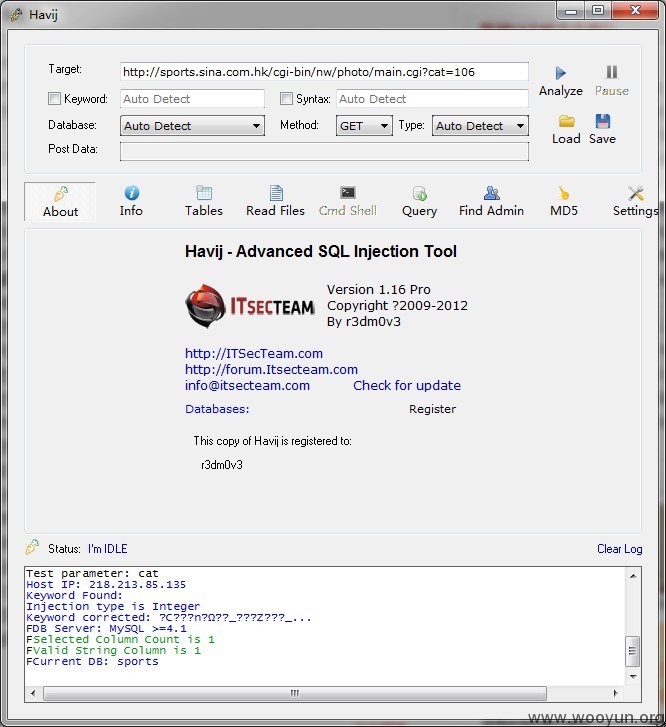 Havij
Target: http://sports.sina.com.hk/cgi-bin/nw/photo/main.cgi?cat=106
Analyze Pause
Keyword: Auto Detect Syntax: Auto Detect
Database: Auto Detect Method: GET Type: Auto Detect
Load Save
Post Data:
About Info Tables Read Files Cmd Shell Query Find Admin MD5 Settings
Havij - Advanced SQL Injection Tool
ITSECTEAM
Version 1.16 Pro
Copyright ?2009-2012
By r3dm0v3
http://ITSecTeam.com
http://forum.Itsecteam.com
info@itsecteam.com Check for update
Databases: Register
This copy of Havij is registered to:
r3dm0v3
Status: I'm IDLE Clear Log
Test parameter: cat
Host IP: 218.213.85.135
Keyword Found:
Injection type is Integer
Keyword corrected: ?C???n?Ω??_???Z???_...
FDB Server: MySQL >=4.1
FSelected Column Count is 1
FValid String Column is 1
FCurrent DB: sports
www.wooyun.org